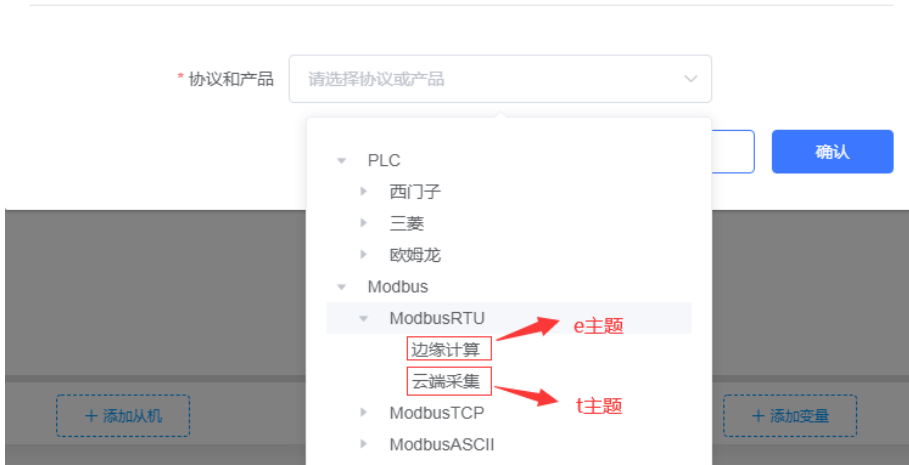 * 协议和产品 请选择协议或产品
确认
PLC
西门子
三菱
欧姆龙
Modbus
ModbusRTU
e主题
边缘计算
云端采集
t主题
+ 添加从机
ModbusTCP
+ 添加变量
ModbusASCII